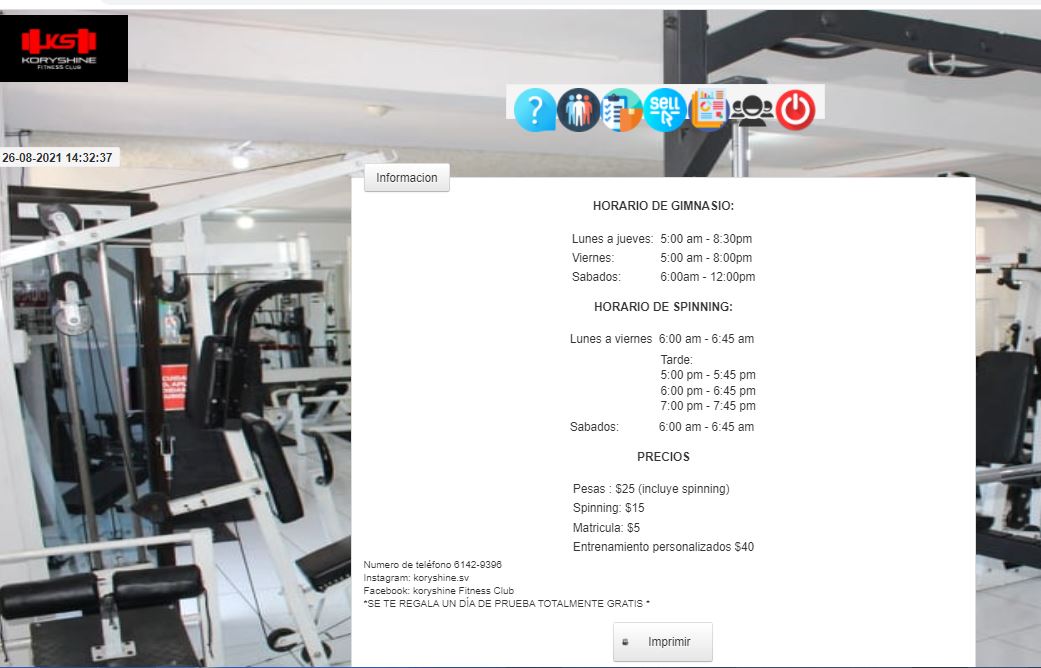 KS
KORYSHINE
FITNESS CLUB
?
sell
26-08-2021 14:32:37
Informacion
HORARIO DE GIMNASIO:
Lunes a jueves: 5:00 am - 8:30pm
Viernes: 5:00 am - 8:00pm
Sabados: 6:00am - 12:00pm
HORARIO DE SPINNING:
Lunes a viernes 6:00 am - 6:45 am
Tarde:
5:00 pm - 5:45 pm
6:00 pm - 6:45 pm
7:00 pm - 7:45 pm
Sabados: 6:00 am - 6:45 am
PRECIOS
Pesas : $25 (incluye spinning)
Spinning: $15
Matricula: $5
Entrenamiento personalizados $40
Numero de teléfono 6142-9396
Instagram: koryshine.sv
Facebook: koryshine Fitness Club
*SE TE REGALA UN DÍA DE PRUEBA TOTALMENTE GRATIS *
Imprimir